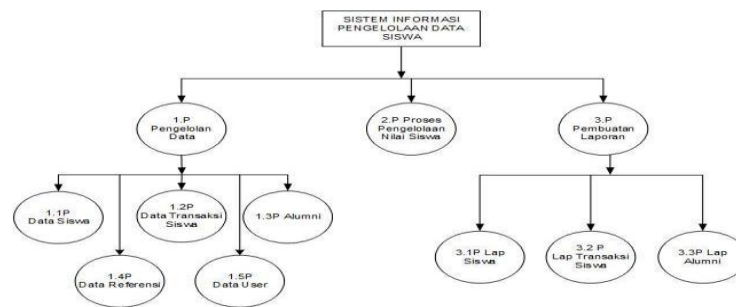 SISTEM INFORMASI
PENGELOLAAN DATA
SISWA
1.P
Pengelolan
Data
2.P Proses
Pengelolaan
Nilai Siswa
3.P
Pembuatan
Laporan
1.1P
Data Siswa
1.2P
Data Transaksi
Siswa
1.3P Alumni
1.4P
Data Referensi
1.5P
Data User
3.1P Lap
Siswa
3.2 P
Lap Transaksi
Siswa
3.3P Lap
Alumni